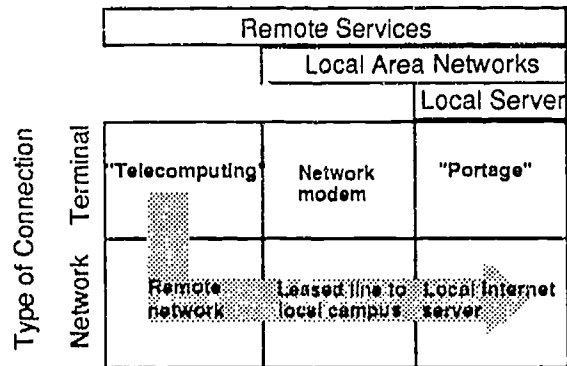 Remote Services
Local Area Networks
Local Server
Type of Connection
Terminal
"Telecomputing"
Network
modem
"Portage"
Network
Remote
network
Leased line to
local campus
Local Internet
server